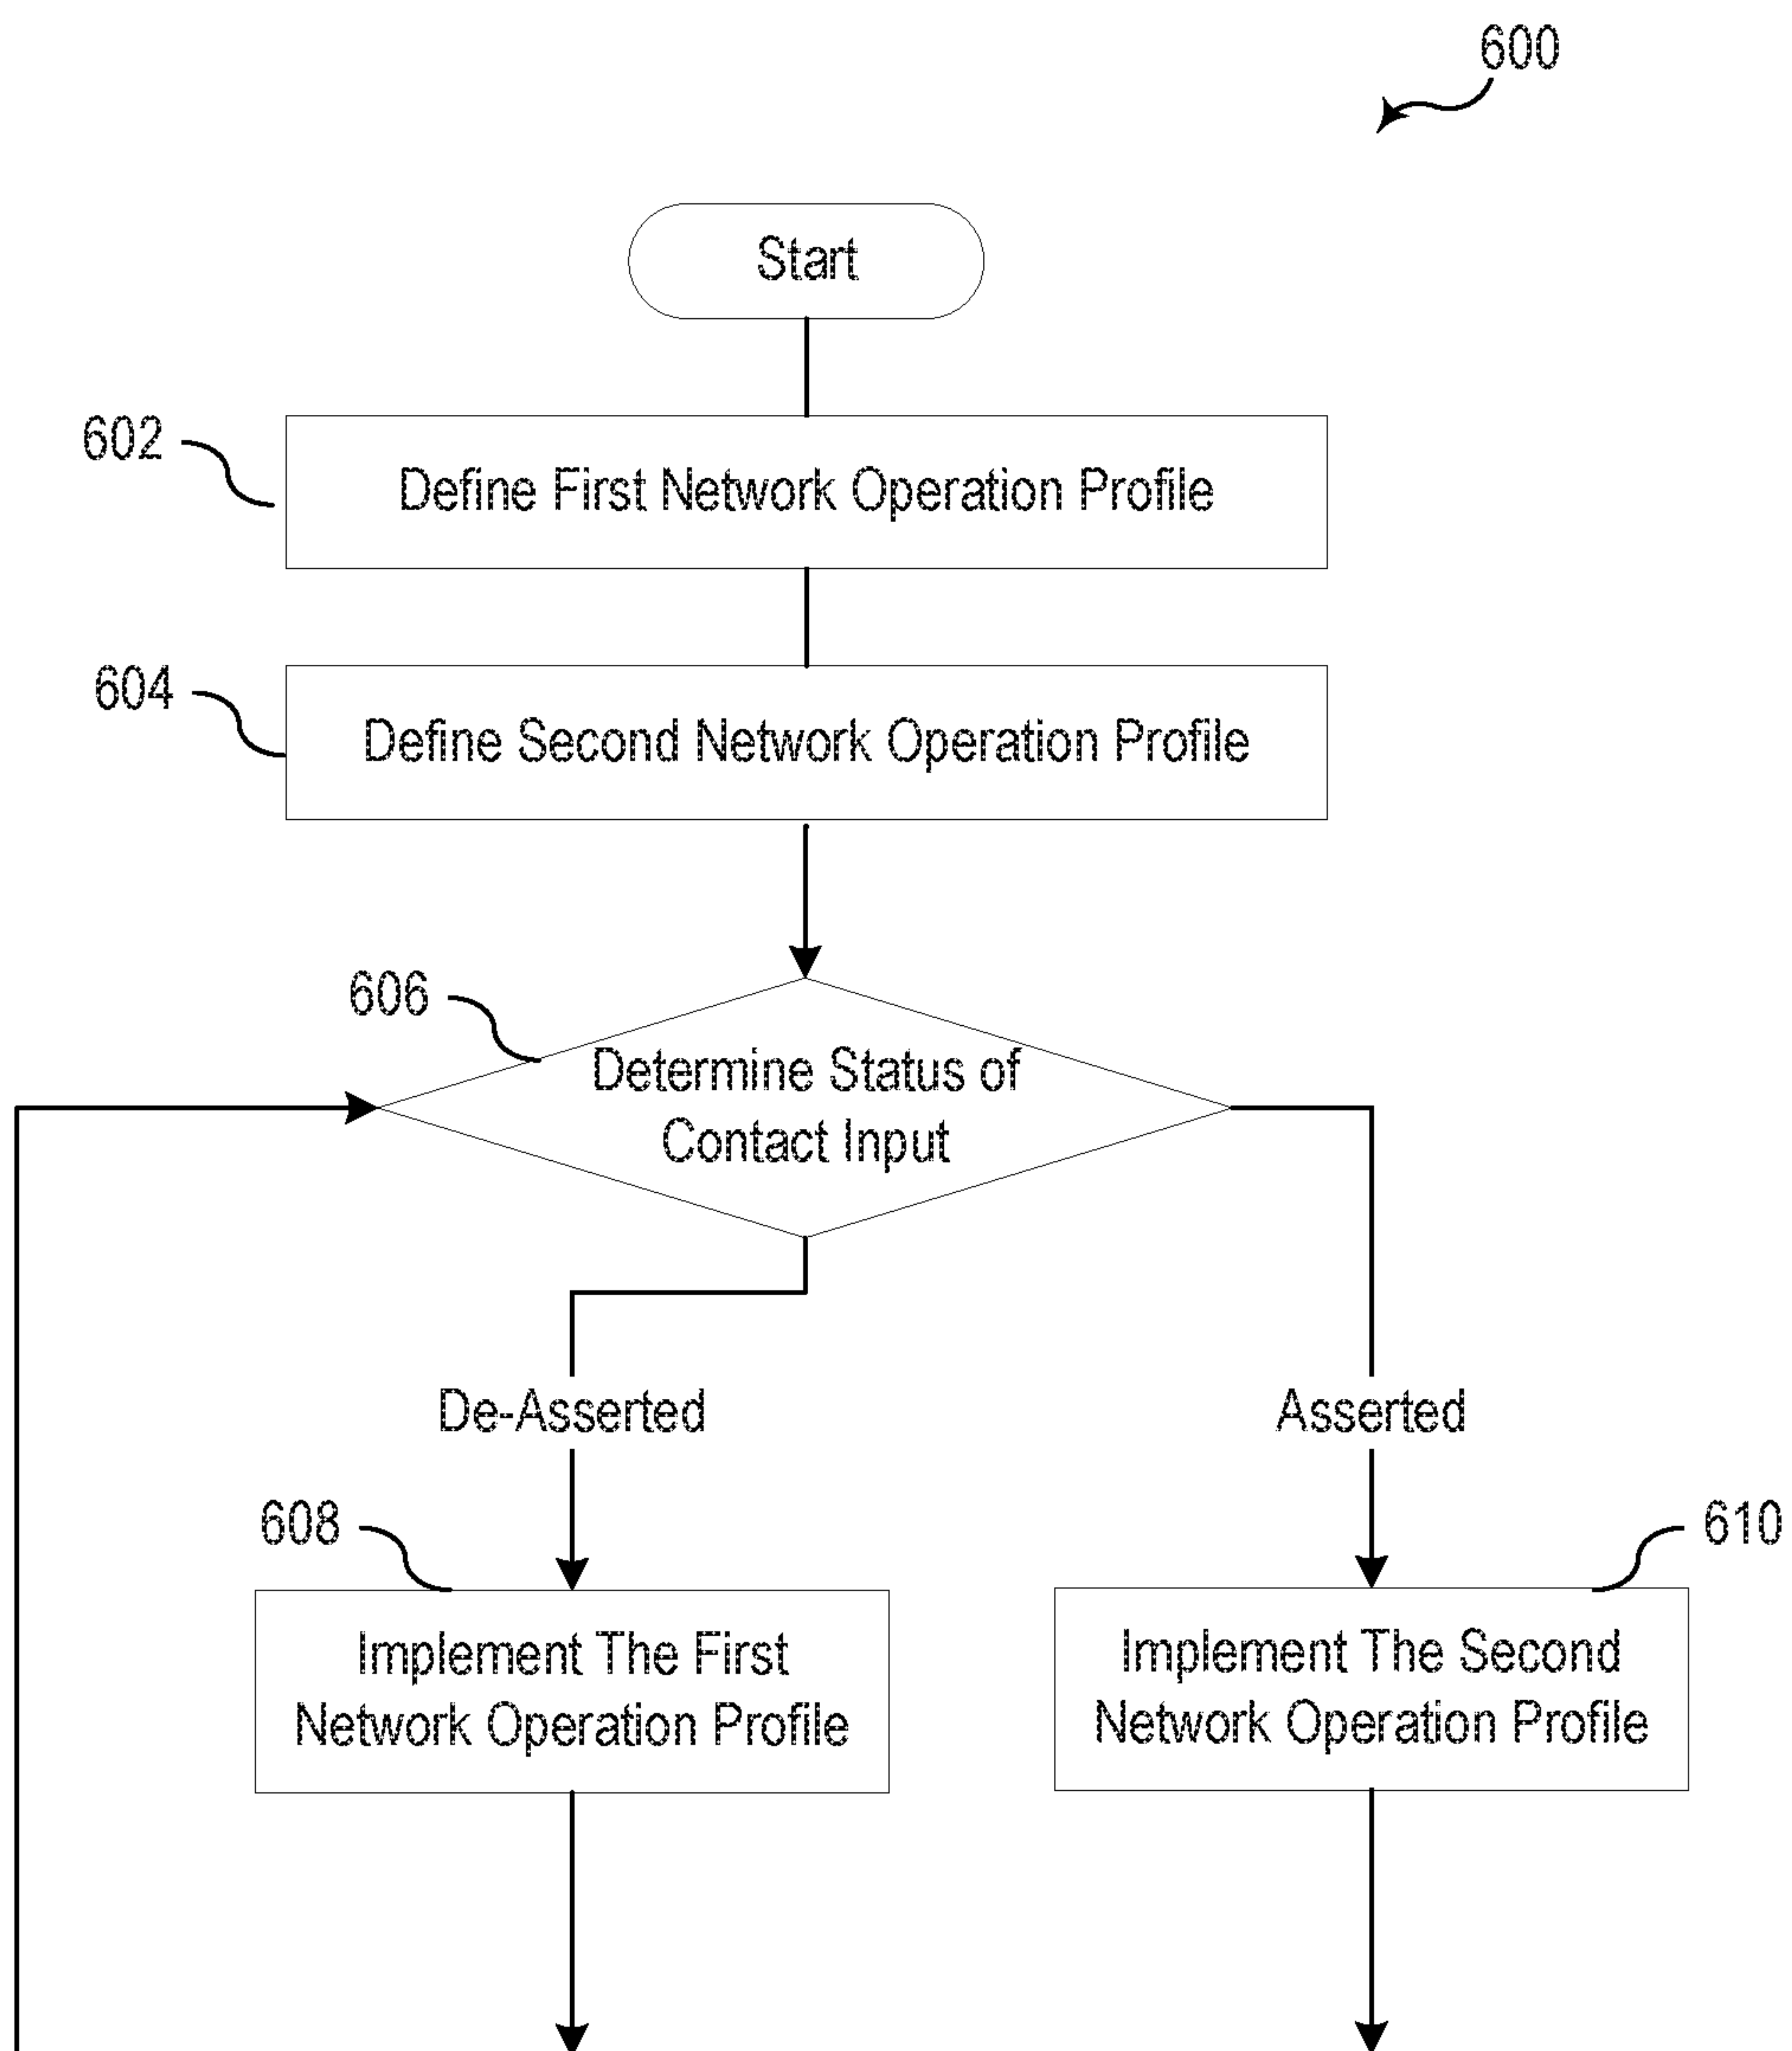 600
Start
602
Define First Network Operation Profile
604
Define Second Network Operation Profile
606
Determine Status of
Contact Input
De-Asserted
Asserted
608
610
Implement The First
Network Operation Profile
Implement The Second
Network Operation Profile